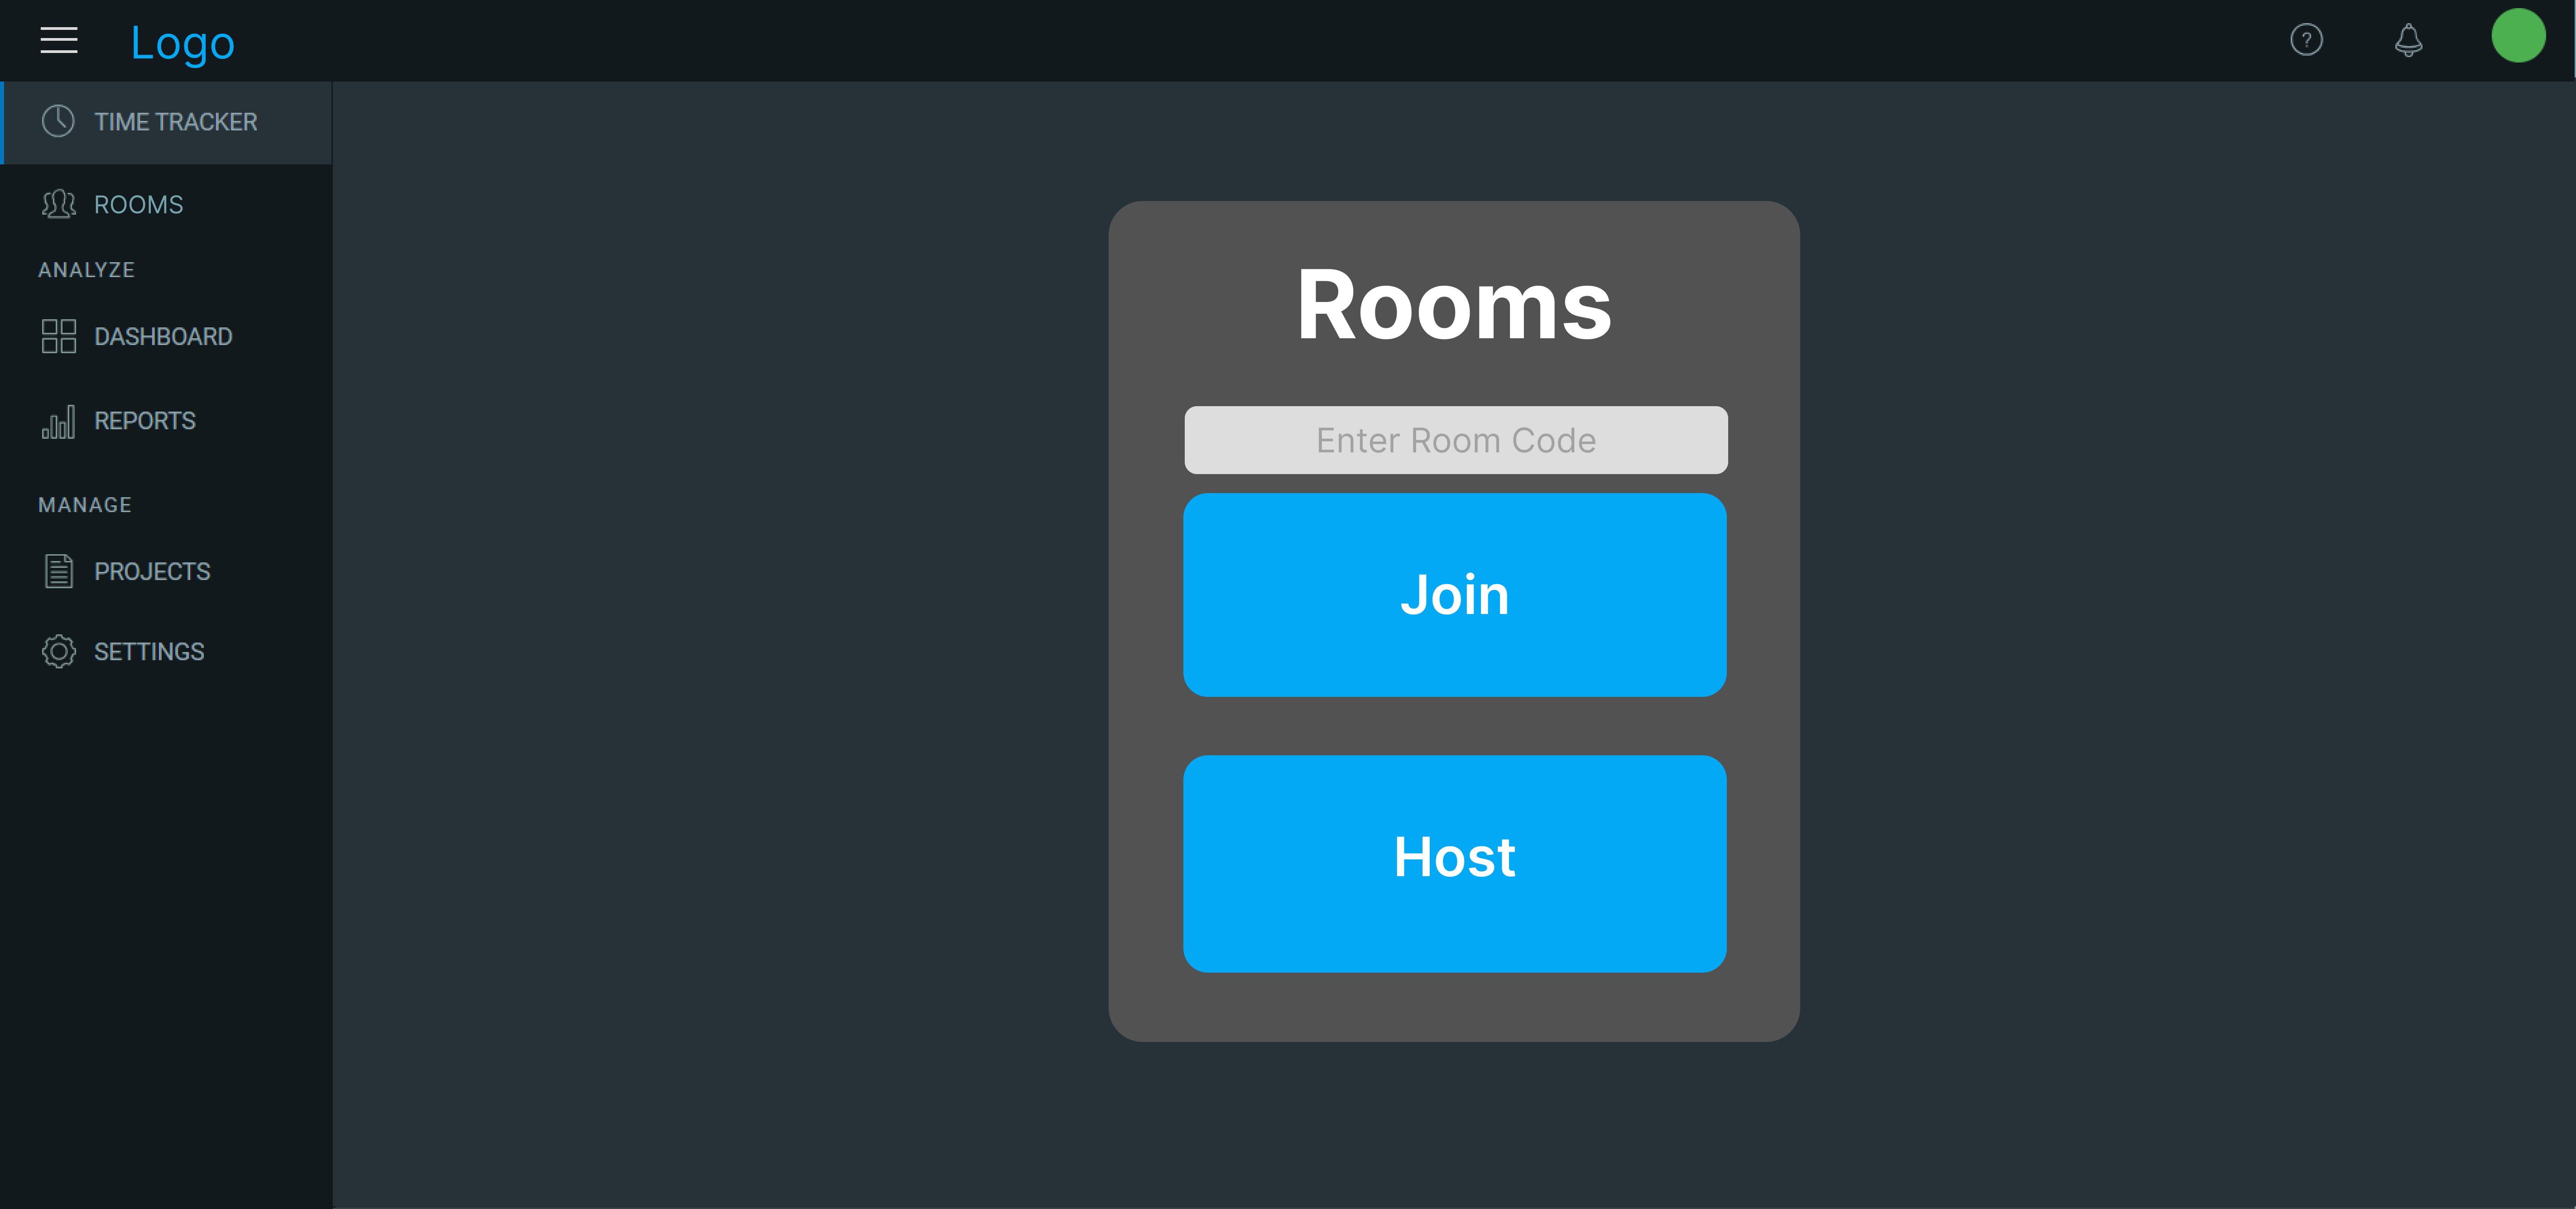 Logo
?
TIME TRACKER
ROOMS
ANALYZE
DASHBOARD
REPORTS
MANAGE
PROJECTS
SETTINGS
Rooms
Enter Room Code
Join
Host